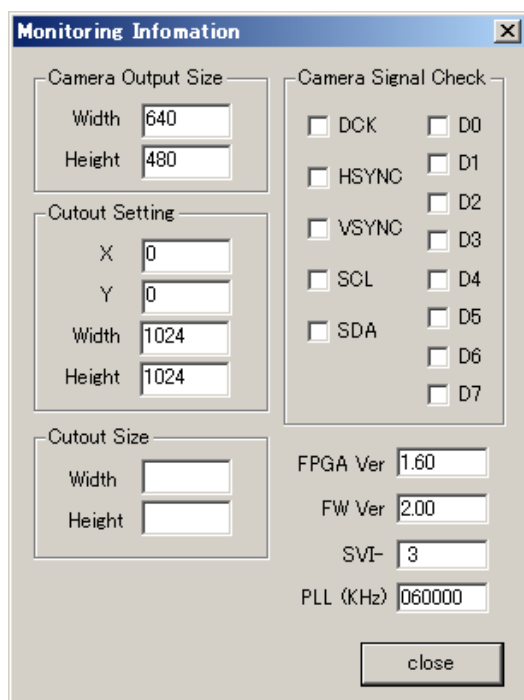 Monitoring Infomation
Camera Output Size
Width 640
Height 480
Cutout Setting
X 0
Y 0
Width 1024
Height 1024
Cutout Size
Width
Height
Camera Signal Check
DCK
HSYNC
VSYNC
SCL
SDA
D0
D1
D2
D3
D4
D5
D6
D7
FPGA Ver 1.60
FW Ver 2.00
SVI- 3
PLL (KHz) 060000
close